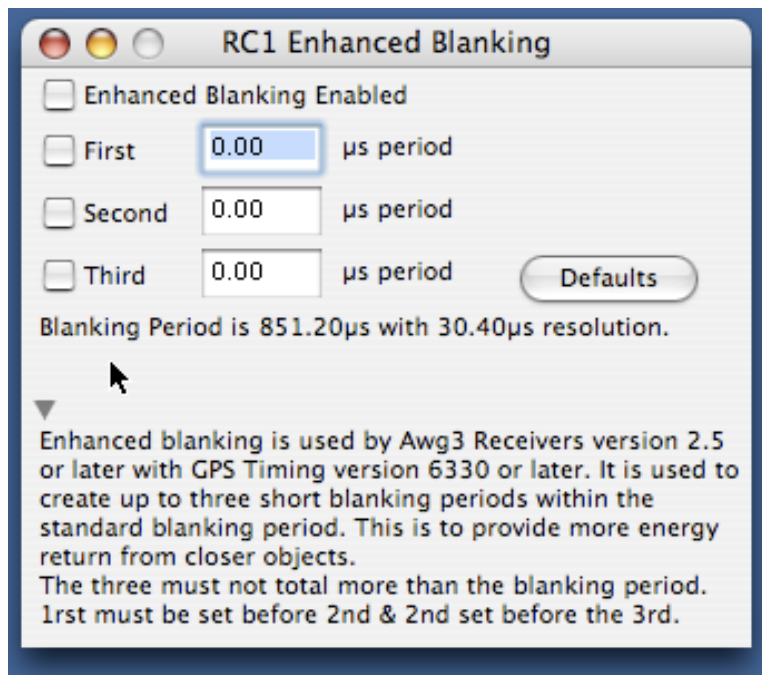 RC1 Enhanced Blanking
Enhanced Blanking Enabled
First 0.00 µs period
Second 0.00 µs period
Third 0.00 µs period Defaults
Blanking Period is 851.20µs with 30.40µs resolution.
Enhanced blanking is used by Awg3 Receivers version 2.5
or later with GPS Timing version 6330 or later. It is used to
create up to three short blanking periods within the
standard blanking period. This is to provide more energy
return from closer objects.
The three must not total more than the blanking period.
1rst must be set before 2nd & 2nd set before the 3rd.